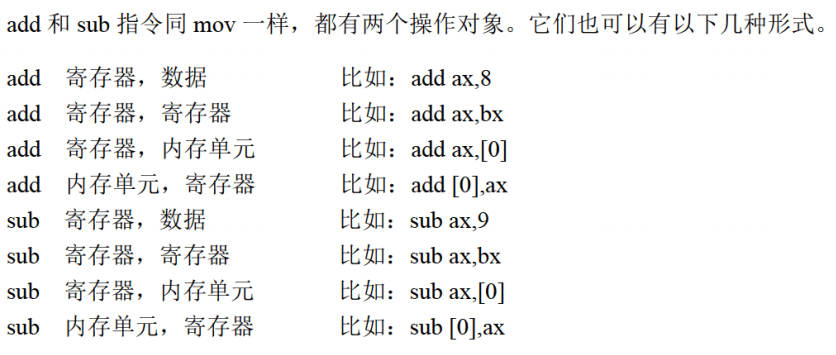 add 和 sub 指令同 mov 一样，都有两个操作对象。它们也可以有以下几种形式。
add 寄存器，数据 比如：add ax,8
add 寄存器，寄存器 比如：add ax,bx
add 寄存器，内存单元 比如：add ax,[0]
add 内存单元，寄存器 比如：add [0],ax
sub 寄存器，数据 比如：sub ax,9
sub 寄存器，寄存器 比如：sub ax,bx
sub 寄存器，内存单元 比如：sub ax,[0]
sub 内存单元，寄存器 比如：sub [0],ax